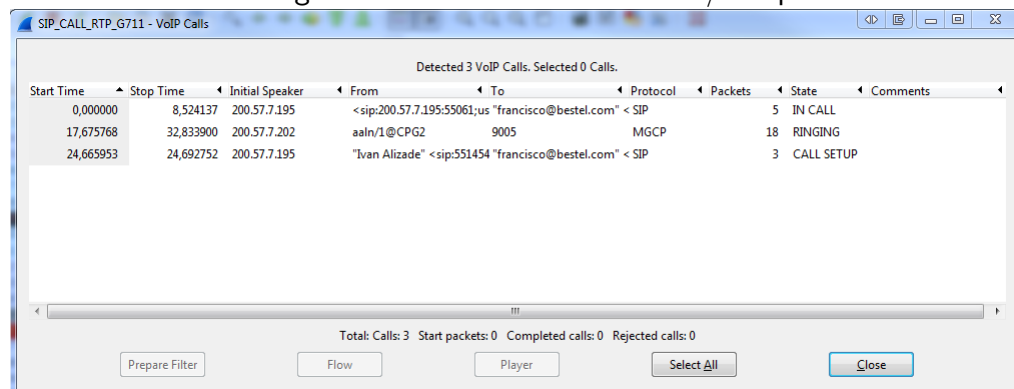 SIP_CALL_RTP_G711 - VoIP Calls
Detected 3 VoIP Calls. Selected 0 Calls.
Start Time Stop Time Initial Speaker From To Protocol Packets State Comments
0,000000 8,524137 200.57.7.195 <sip:200.57.7.195:55061;us "francisco@bestel.com" < SIP 5 IN CALL
17,675768 32,833900 200.57.7.202 aaln/1@CPG2 9005 MGCP 18 RINGING
24,665953 24,692752 200.57.7.195 "Ivan Alizade" <sip:551454 "francisco@bestel.com" < SIP 3 CALL SETUP
Total: Calls: 3 Start packets: 0 Completed calls: 0 Rejected calls: 0
Prepare Filter Flow Player Select All Close